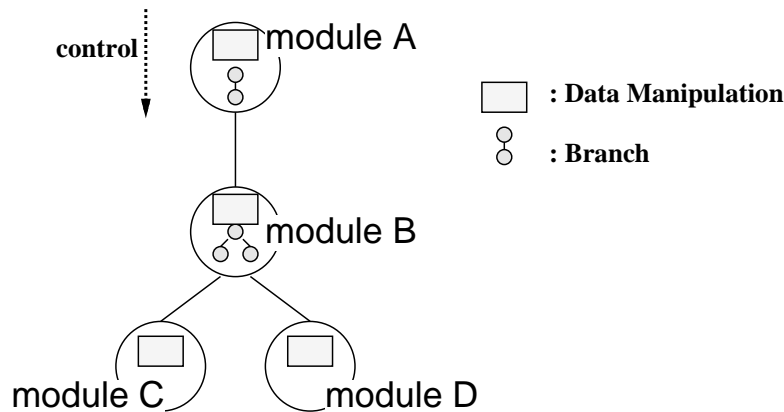 module A
control
: Data Manipulation
: Branch
module B
module C
module D